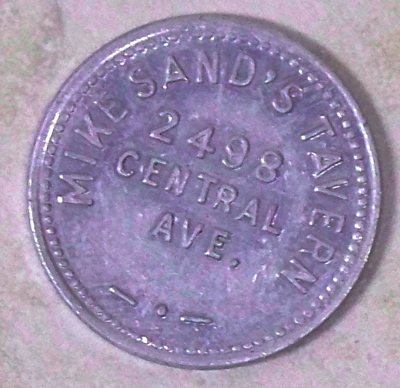 MIKE SAND'S TAVERN
2498
CENTRAL
AVE.